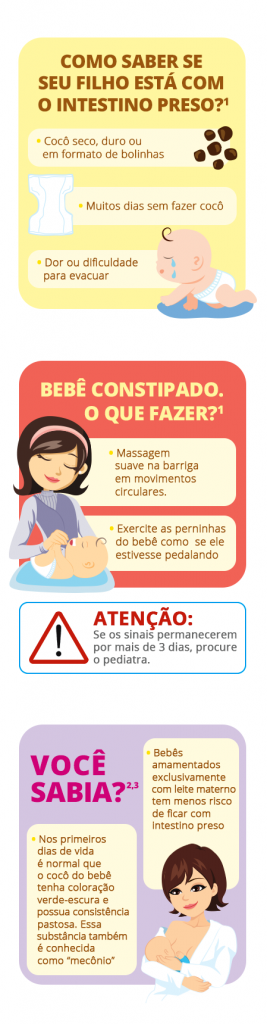 COMO SABER SE
SEU FILHO ESTÁ COM
O INTESTINO PRESO?¹
• Cocô seco, duro ou
em formato de bolinhas
• Muitos dias sem fazer cocô
• Dor ou dificuldade
para evacuar
BEBÊ CONSTIPADO.
O QUE FAZER?¹
• Massagem
suave na barriga
em movimentos
circulares.
• Exercite as perninhas
do bebê como se ele
estivesse pedalando
ATENÇÃO:
Se os sinais permanecerem
por mais de 3 dias, procure
o pediatra.
VOCÊ
SABIA?²,³
• Bebês
amamentados
exclusivamente
com leite materno
tem menos risco
de ficar com
intestino preso
• Nos primeiros
dias de vida
é normal que
o cocô do bebê
tenha coloração
verde-escura e
possua consistência
pastosa. Essa
substância também
é conhecida
como “mecônio”